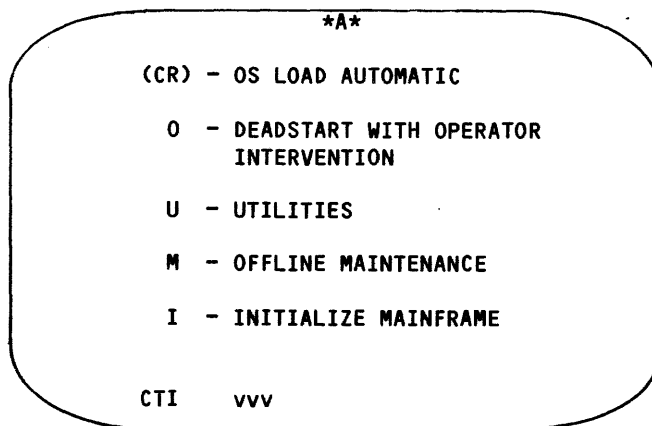 *A*
(CR) - OS LOAD AUTOMATIC
O - DEADSTART WITH OPERATOR
INTERVENTION
U - UTILITIES
M - OFFLINE MAINTENANCE
I - INITIALIZE MAINFRAME
CTI vvv